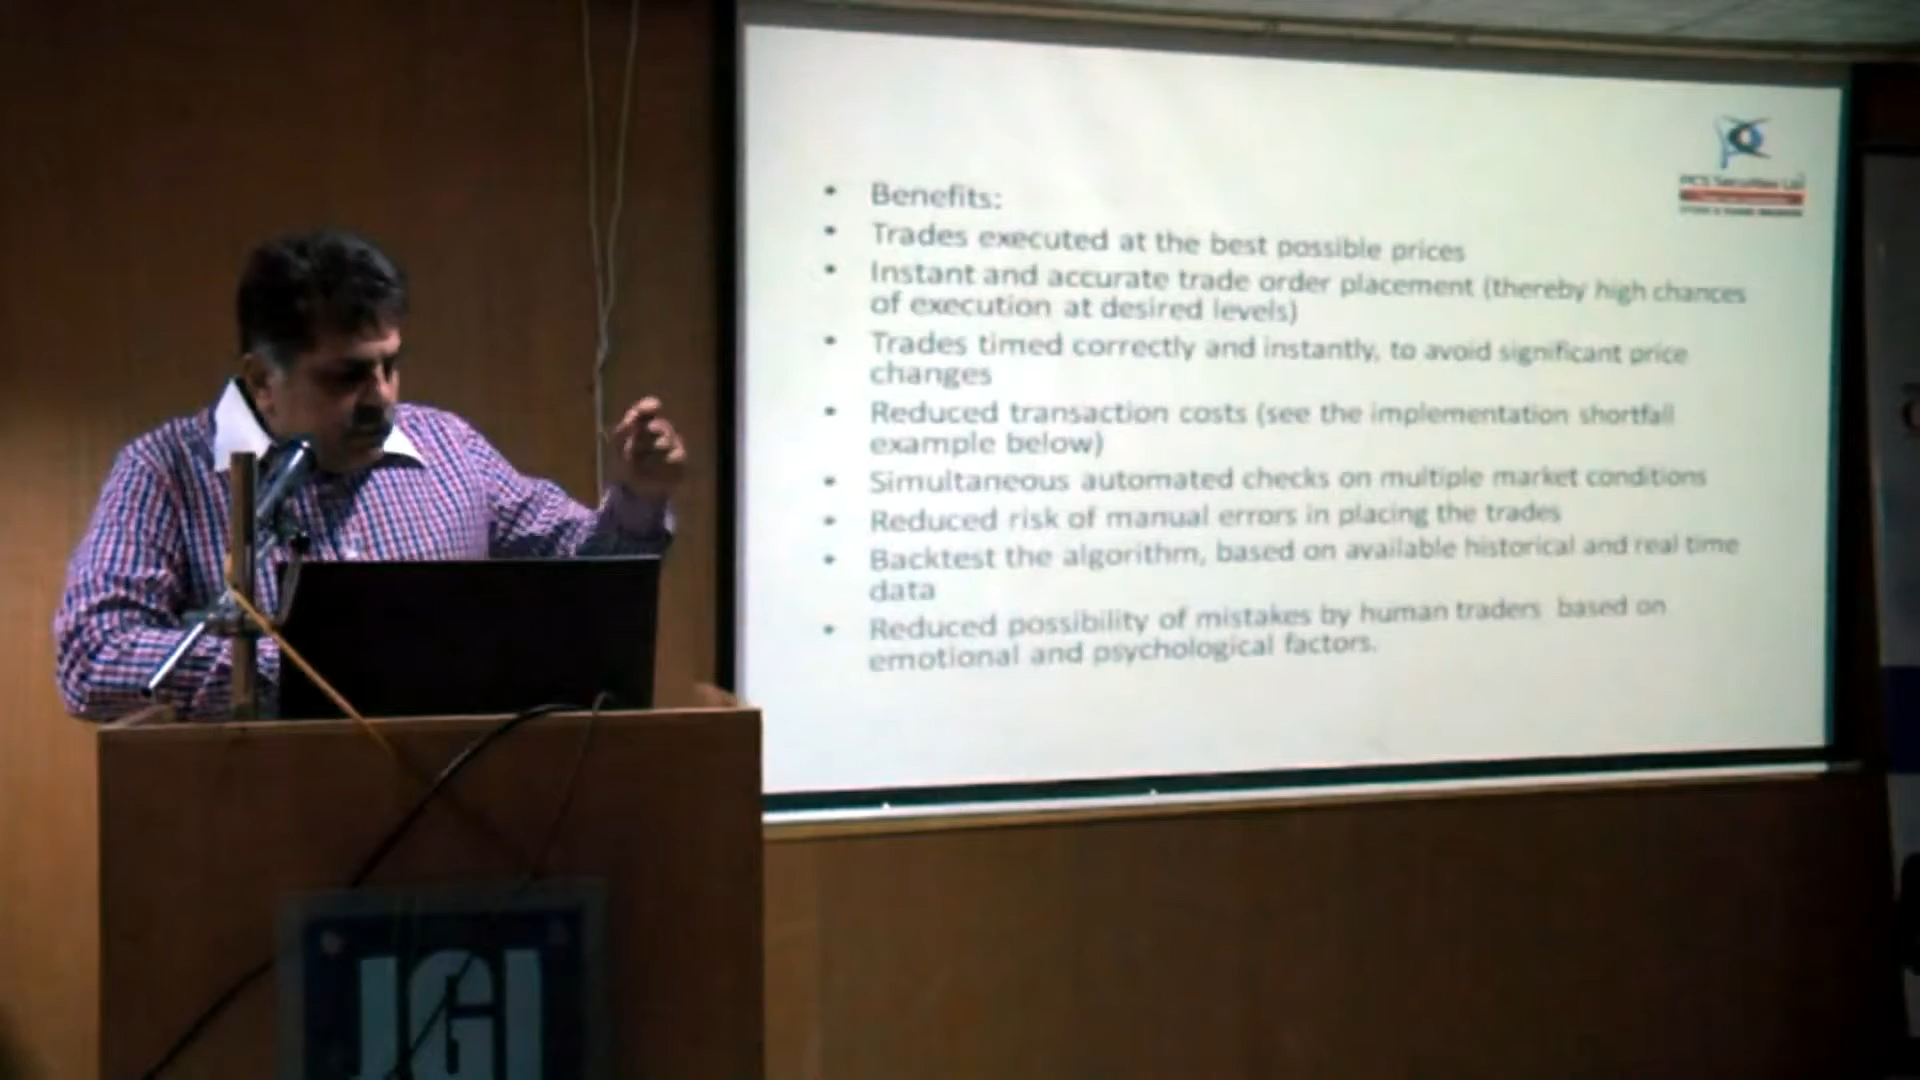 • Benefits:
• Trades executed at the best possible prices
• Instant and accurate trade order placement (thereby high chances
of execution at desired levels)
• Trades timed correctly and instantly, to avoid significant price
changes
• Reduced transaction costs (see the implementation shortfall
example below)
• Simultaneous automated checks on multiple market conditions
• Reduced risk of manual errors in placing the trades
• Backtest the algorithm, based on available historical and real time
data
• Reduced possibility of mistakes by human traders based on
emotional and psychological factors.
Securities Ltd
JGI